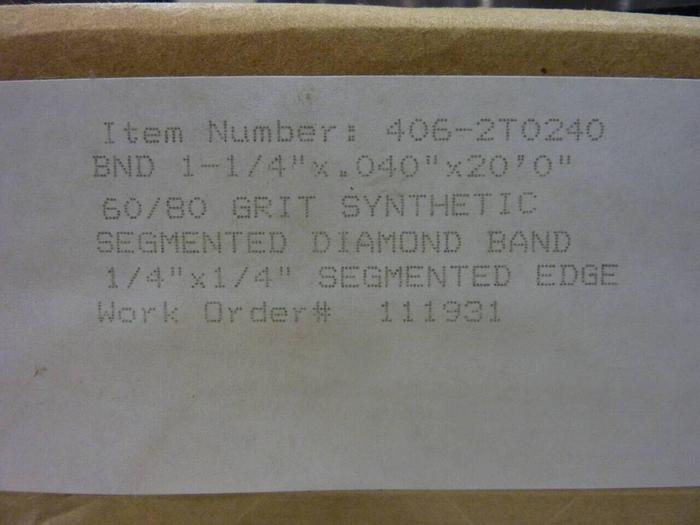 Item Number: 406-2T0240
BND 1-1/4"x.040"x20'0"
60/80 GRIT SYNTHETIC
SEGMENTED DIAMOND BAND
1/4"x1/4" SEGMENTED EDGE
Work Order# 111931